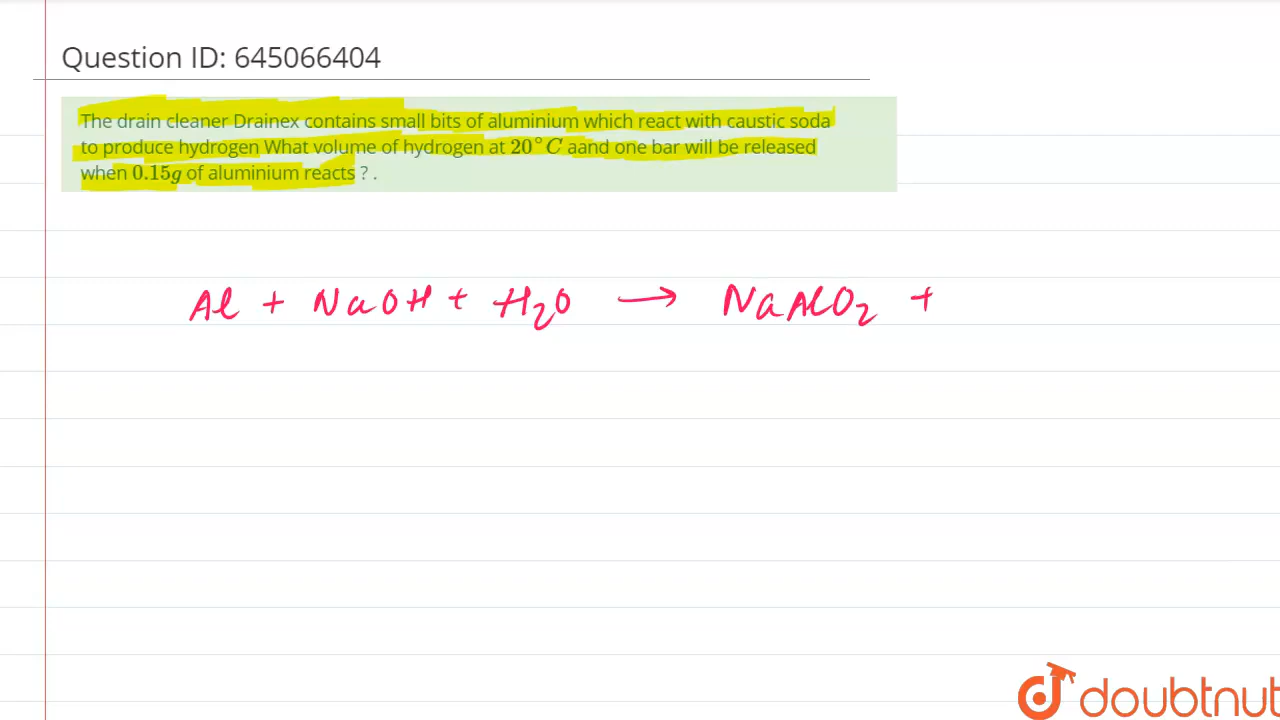 Question ID: 645066404
The drain cleaner Drainex contains small bits of aluminium which react with caustic soda
to produce hydrogen What volume of hydrogen at 20°C aand one bar will be released
when 0.15g of aluminium reacts ? .
Al + NaOH + H₂O → NaAlO₂ +
doubtnut